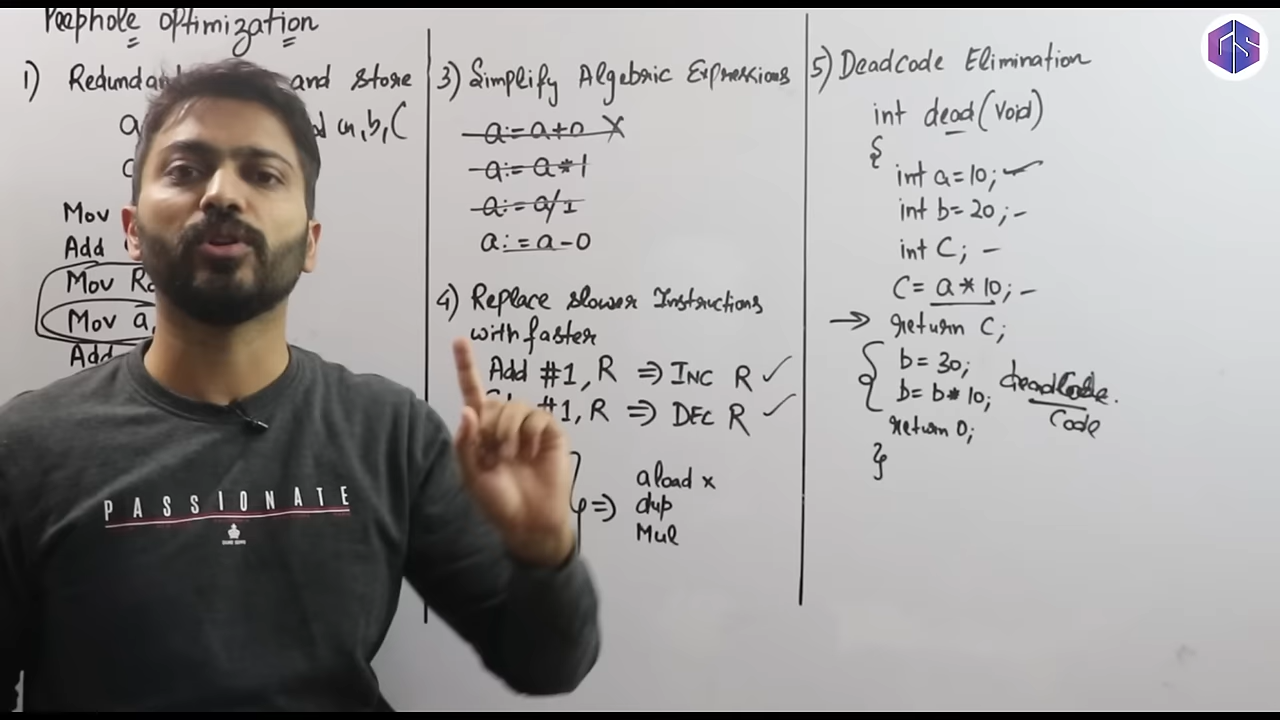 Peephole optimization
1) Redundant and store
a
a,b,C
Mov
Add
Mov R
Mov a,
Add
3) Simplify Algebric Expressions
a:= a+0 X
a:= a*1
a:= a/1
a:= a-0
4) Replace slower Instructions
with faster
Add #1, R ⇒ INC R ✓
#1, R ⇒ DEC R ✓
⇒ aload x
dup
Mul
5) Deadcode Elimination
int dead(void)
{
int a=10; ✓
int b=20; -
int C; -
C= a*10; -
→ return C;
{ b=30;
b= b*10; deadCode.
Code
return 0;
}
PASSIONATE
GS